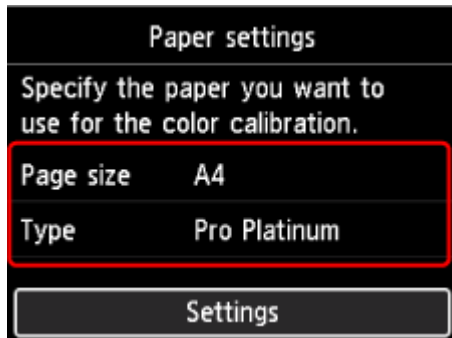 Paper settings
Specify the paper you want to
use for the color calibration.
Page size A4
Type Pro Platinum
Settings